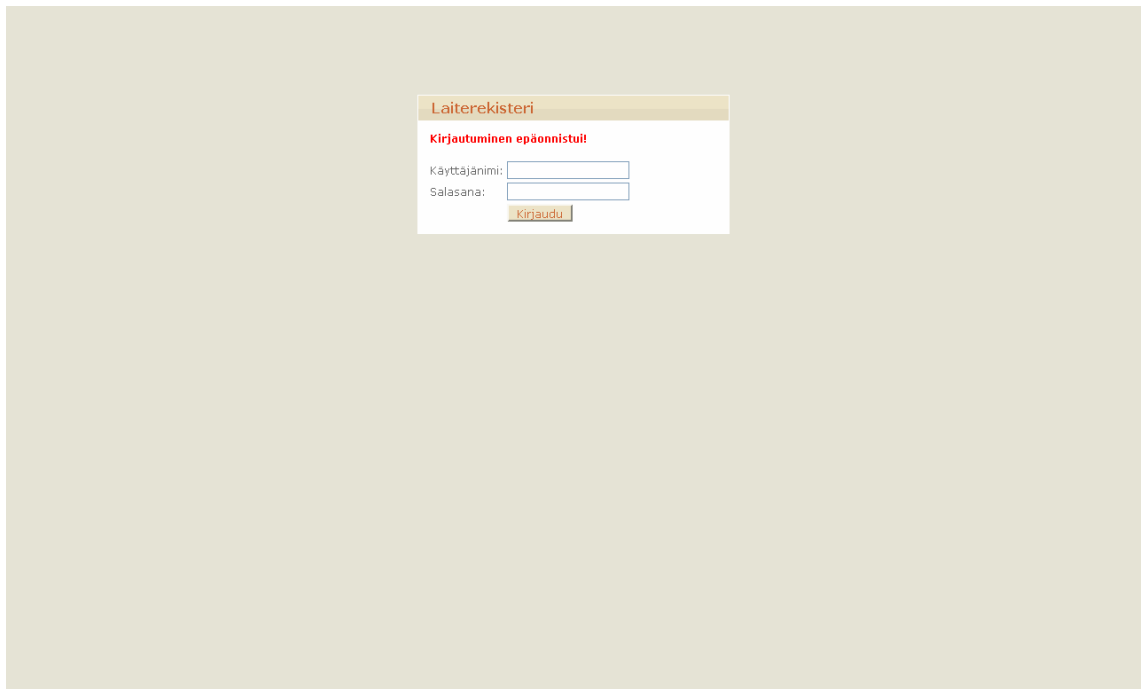 Laiterekisteri
Kirjautuminen epäonnistui!
Käyttäjänimi:
Salasana:
Kirjaudu